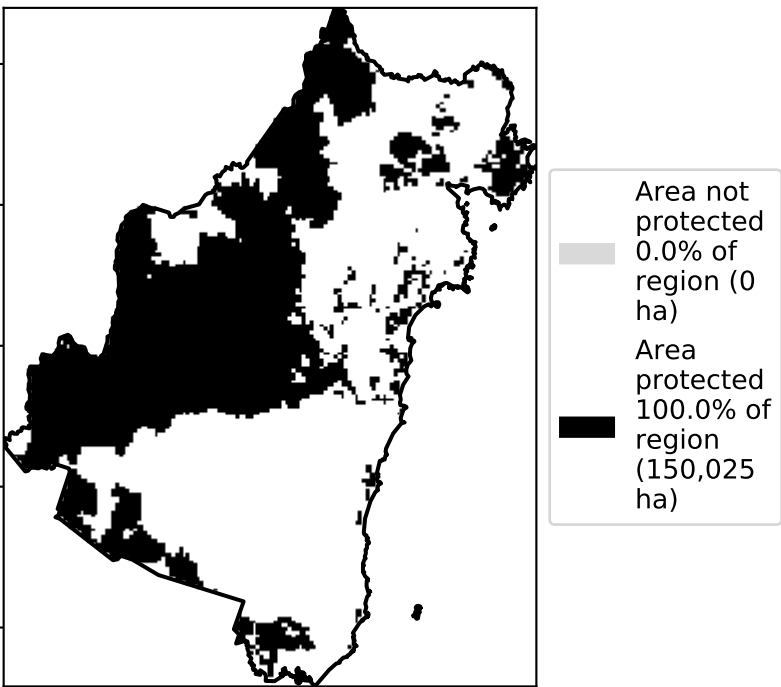 Area not
protected
0.0% of
region (0
ha)
Area
protected
100.0% of
region
(150,025
ha)